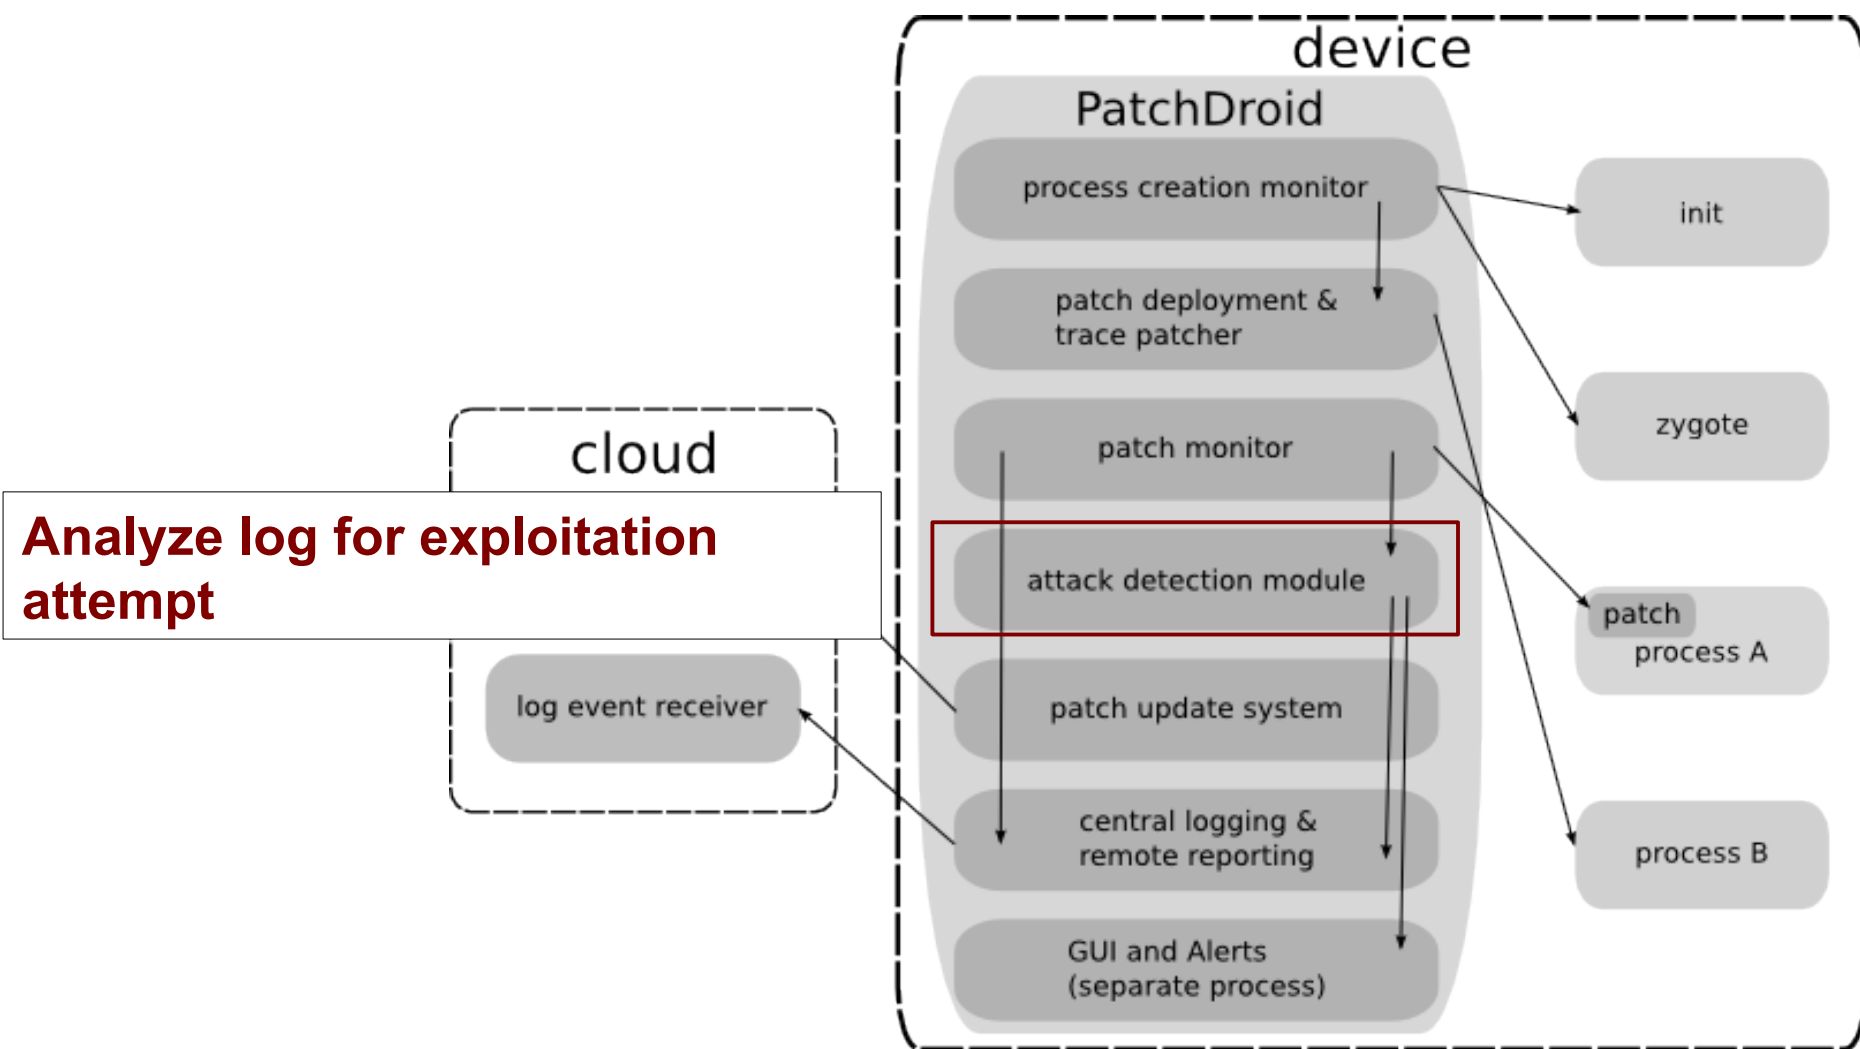 device
PatchDroid
process creation monitor
init
patch deployment &
trace patcher
zygote
patch monitor
cloud
Analyze log for exploitation
attempt
attack detection module
patch
process A
log event receiver
patch update system
central logging &
remote reporting
process B
GUI and Alerts
(separate process)